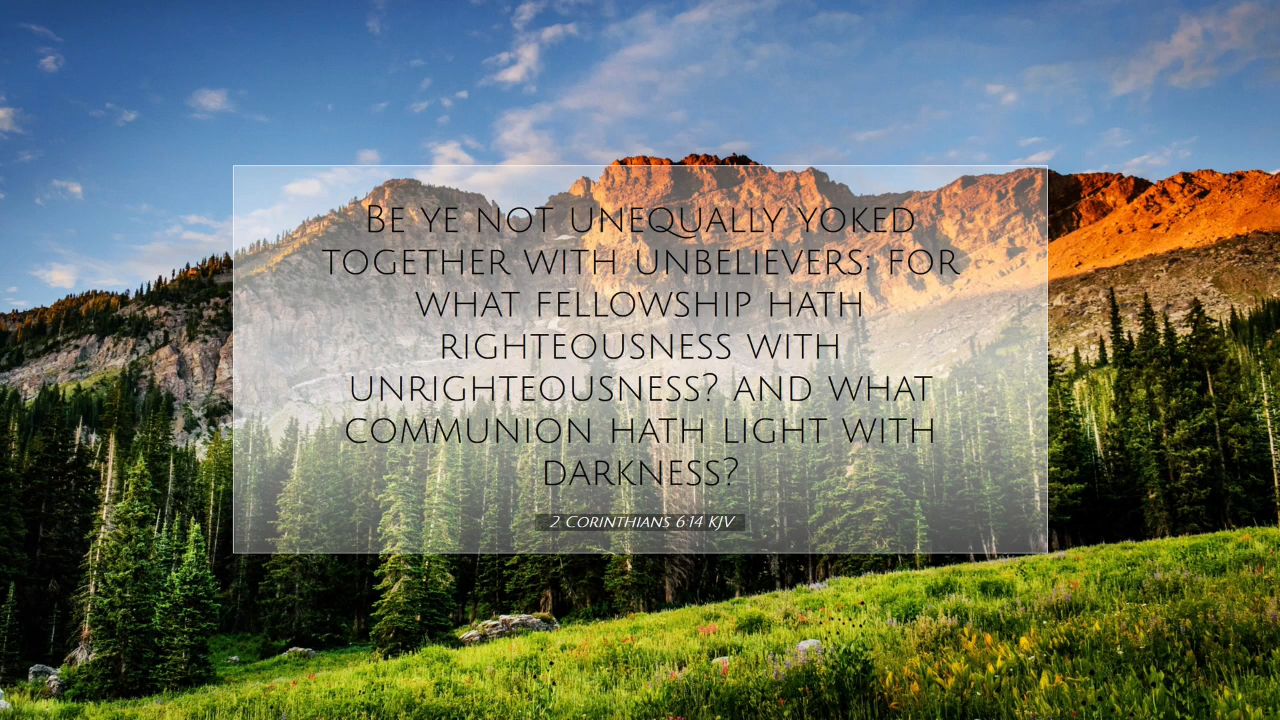 Be ye not unequally yoked
together with unbelievers: for
what fellowship hath
righteousness with
unrighteousness? and what
communion hath light with
darkness?
2 Corinthians 6:14 KJV